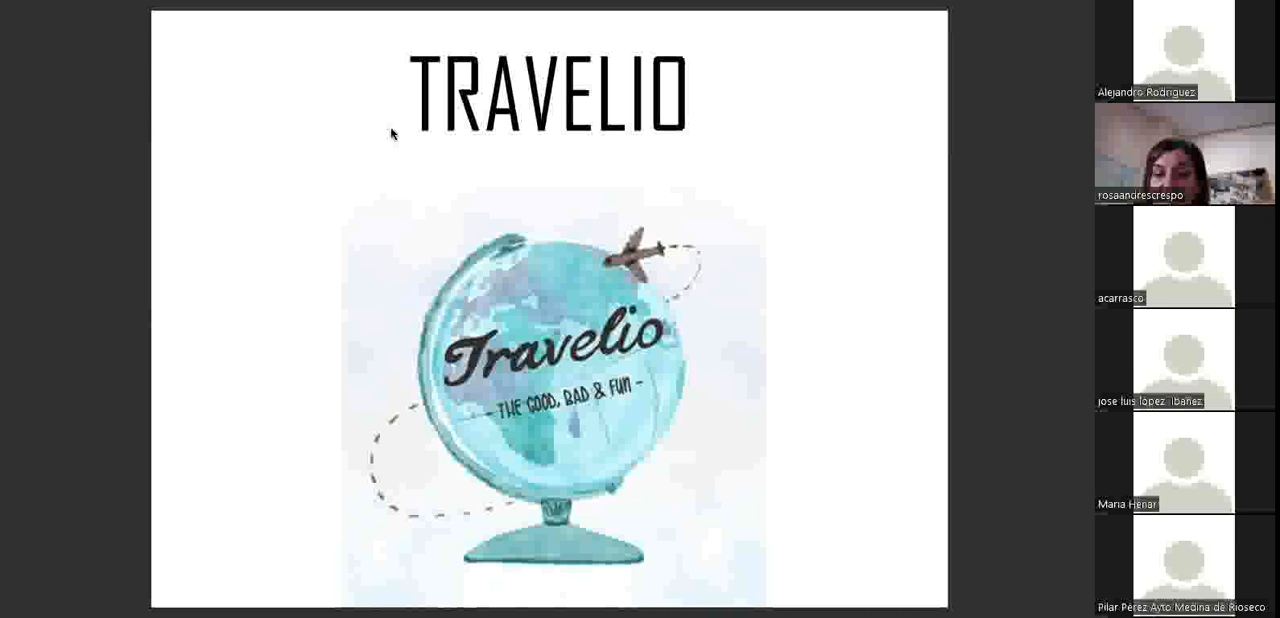 TRAVELIO
Travelio
- THE GOOD, BAD & FUN -
Alejandro Rodriguez
rosaandrescrespo
acarrasco
jose luis lopez ibañez
Maria Henar
Pilar Pérez Ayto Medina de Rioseco